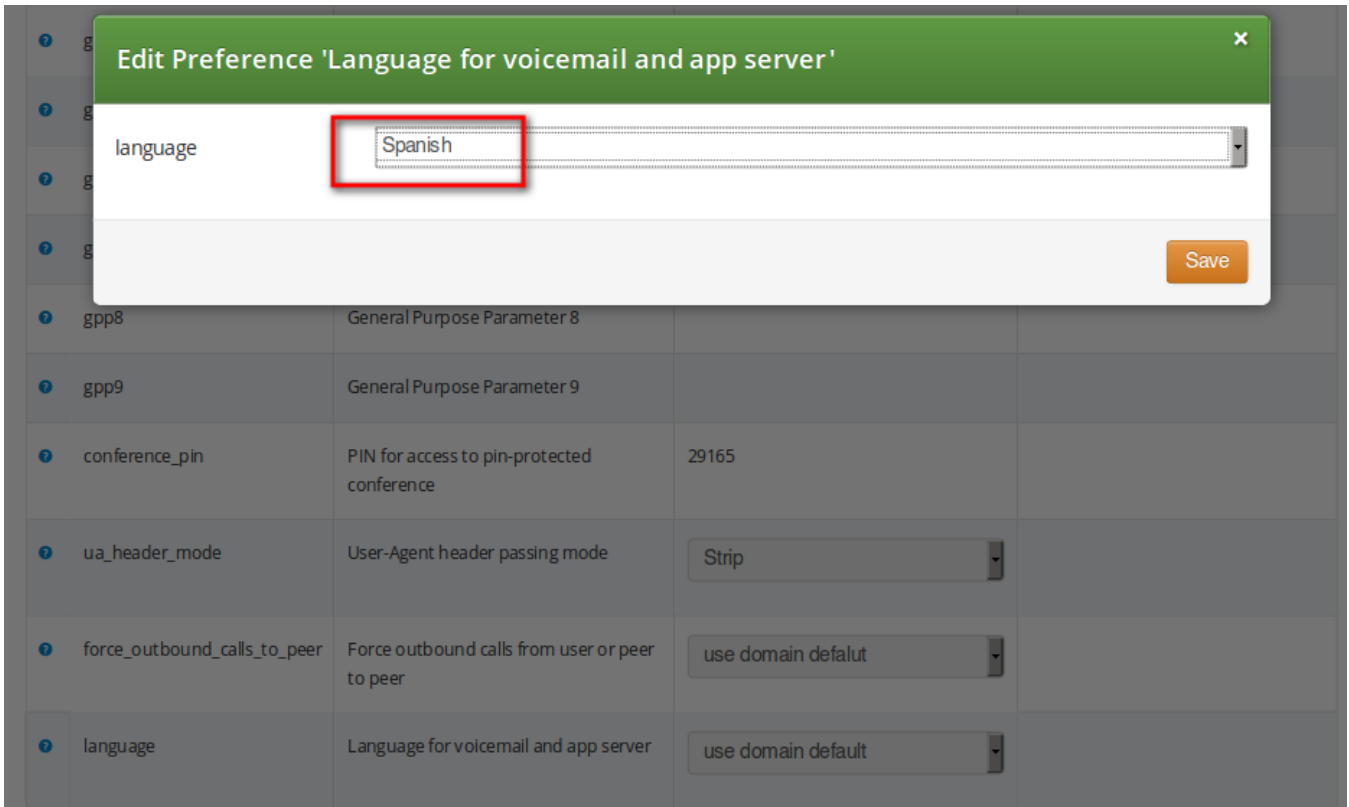 Edit Preference 'Language for voicemail and app server'
×
language
Spanish
Save
g
g
g
g
gpp8 General Purpose Parameter 8
gpp9 General Purpose Parameter 9
conference_pin PIN for access to pin-protected 29165
conference
ua_header_mode User-Agent header passing mode Strip
force_outbound_calls_to_peer Force outbound calls from user or peer use domain defalut
to peer
language Language for voicemail and app server use domain default